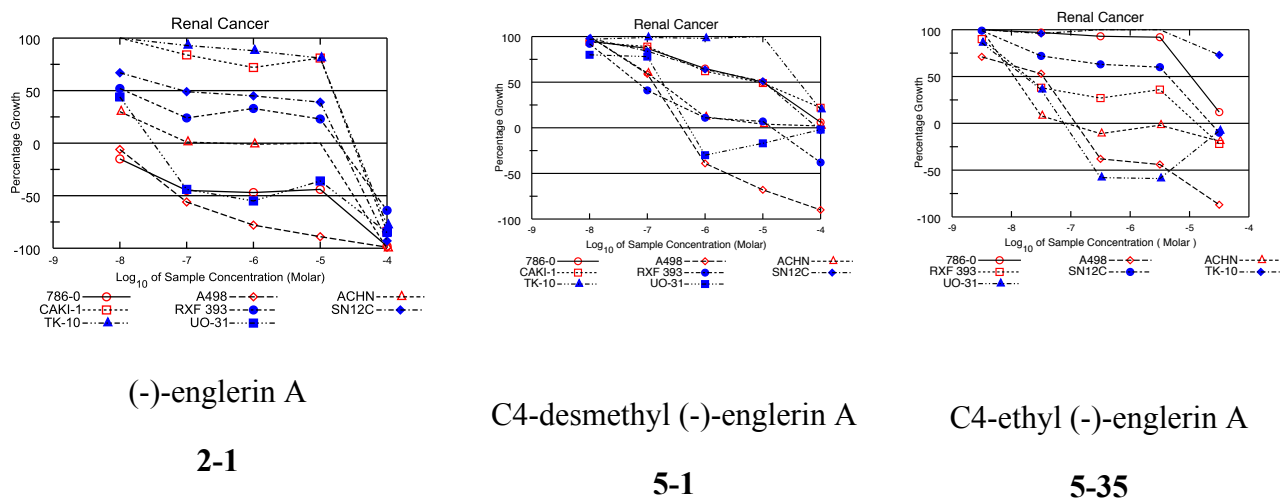 Renal Cancer
100
50
0
-50
-100
Percentage Growth
-9 -8 -7 -6 -5 -4
Log10 of Sample Concentration (Molar)
786-0 A498 ACHN
CAKI-1 RXF 393 SN12C
TK-10 UO-31
(-)-englerin A
2-1
Renal Cancer
100
50
0
-50
-100
Percentage Growth
-9 -8 -7 -6 -5 -4
Log10 of Sample Concentration (Molar)
786-0 A498 ACHN
CAKI-1 RXF 393 SN12C
TK-10 UO-31
C4-desmethyl (-)-englerin A
5-1
Renal Cancer
100
50
0
-50
-100
Percentage Growth
-9 -8 -7 -6 -5 -4
Log10 of Sample Concentration ( Molar )
786-0 A498 ACHN
RXF 393 SN12C TK-10
UO-31
C4-ethyl (-)-englerin A
5-35